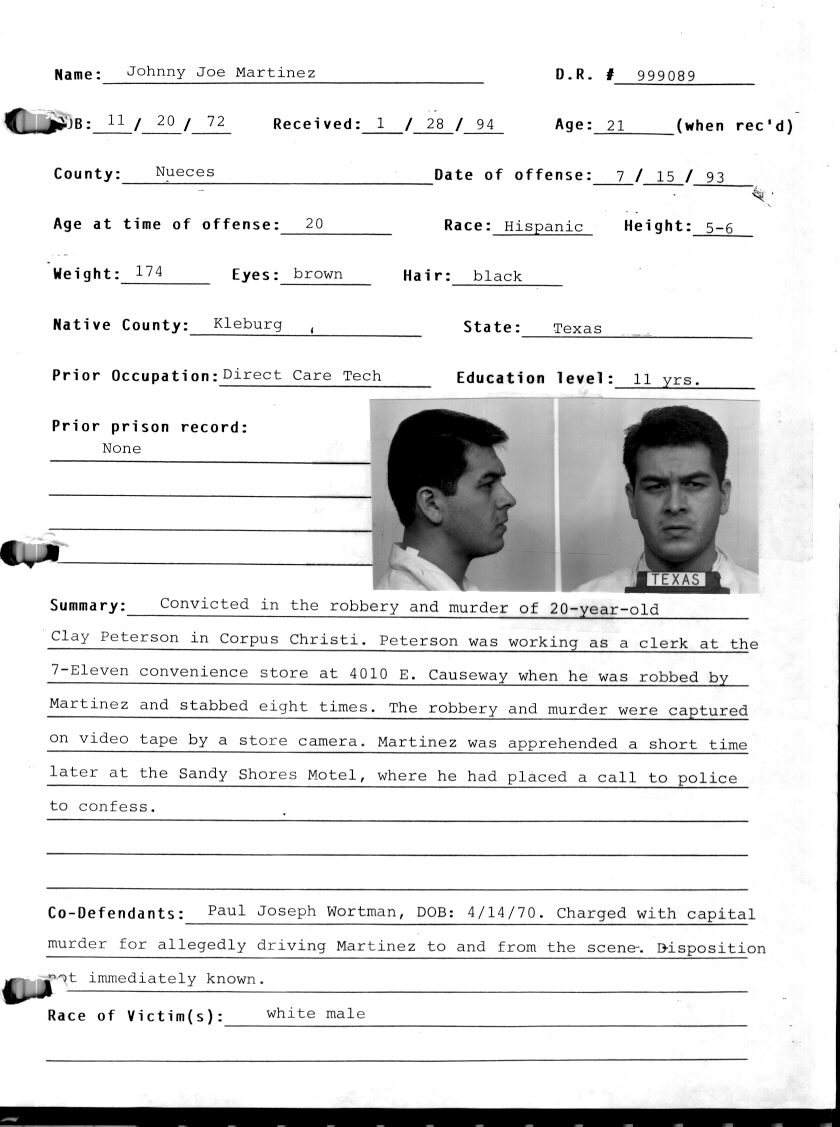 Name: Johnny Joe Martinez D.R. # 999089
DB: 11 / 20 / 72 Received: 1 / 28 / 94 Age: 21 (when rec'd)
County: Nueces Date of offense: 7 / 15 / 93
Age at time of offense: 20 Race: Hispanic Height: 5-6
Weight: 174 Eyes: brown Hair: black
Native County: Kleburg State: Texas
Prior Occupation: Direct Care Tech Education level: 11 yrs.
Prior prison record:
None
TEXAS
Summary: Convicted in the robbery and murder of 20-year-old
Clay Peterson in Corpus Christi. Peterson was working as a clerk at the
7-Eleven convenience store at 4010 E. Causeway when he was robbed by
Martinez and stabbed eight times. The robbery and murder were captured
on video tape by a store camera. Martinez was apprehended a short time
later at the Sandy Shores Motel, where he had placed a call to police
to confess.
Co-Defendants: Paul Joseph Wortman, DOB: 4/14/70. Charged with capital
murder for allegedly driving Martinez to and from the scene. Disposition
not immediately known.
Race of Victim(s): white male